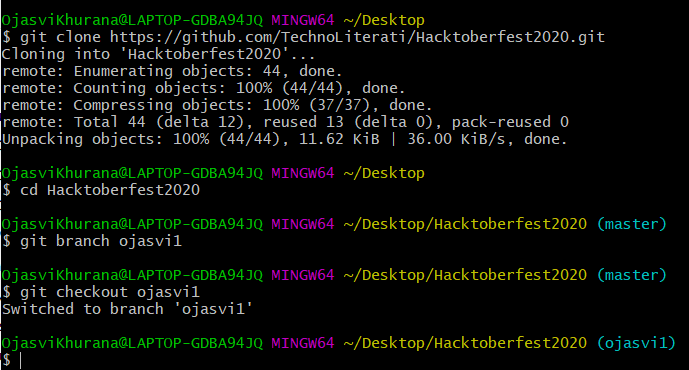 OjasviKhurana@LAPTOP-GDBA94JQ MINGW64 ~/Desktop
$ git clone https://github.com/TechnoLiterati/Hacktoberfest2020.git
Cloning into 'Hacktoberfest2020'...
remote: Enumerating objects: 44, done.
remote: Counting objects: 100% (44/44), done.
remote: Compressing objects: 100% (37/37), done.
remote: Total 44 (delta 12), reused 13 (delta 0), pack-reused 0
Unpacking objects: 100% (44/44), 11.62 KiB | 36.00 KiB/s, done.
OjasviKhurana@LAPTOP-GDBA94JQ MINGW64 ~/Desktop
$ cd Hacktoberfest2020
OjasviKhurana@LAPTOP-GDBA94JQ MINGW64 ~/Desktop/Hacktoberfest2020 (master)
$ git branch ojasvi1
OjasviKhurana@LAPTOP-GDBA94JQ MINGW64 ~/Desktop/Hacktoberfest2020 (master)
$ git checkout ojasvi1
Switched to branch 'ojasvi1'
OjasviKhurana@LAPTOP-GDBA94JQ MINGW64 ~/Desktop/Hacktoberfest2020 (ojasvi1)
$